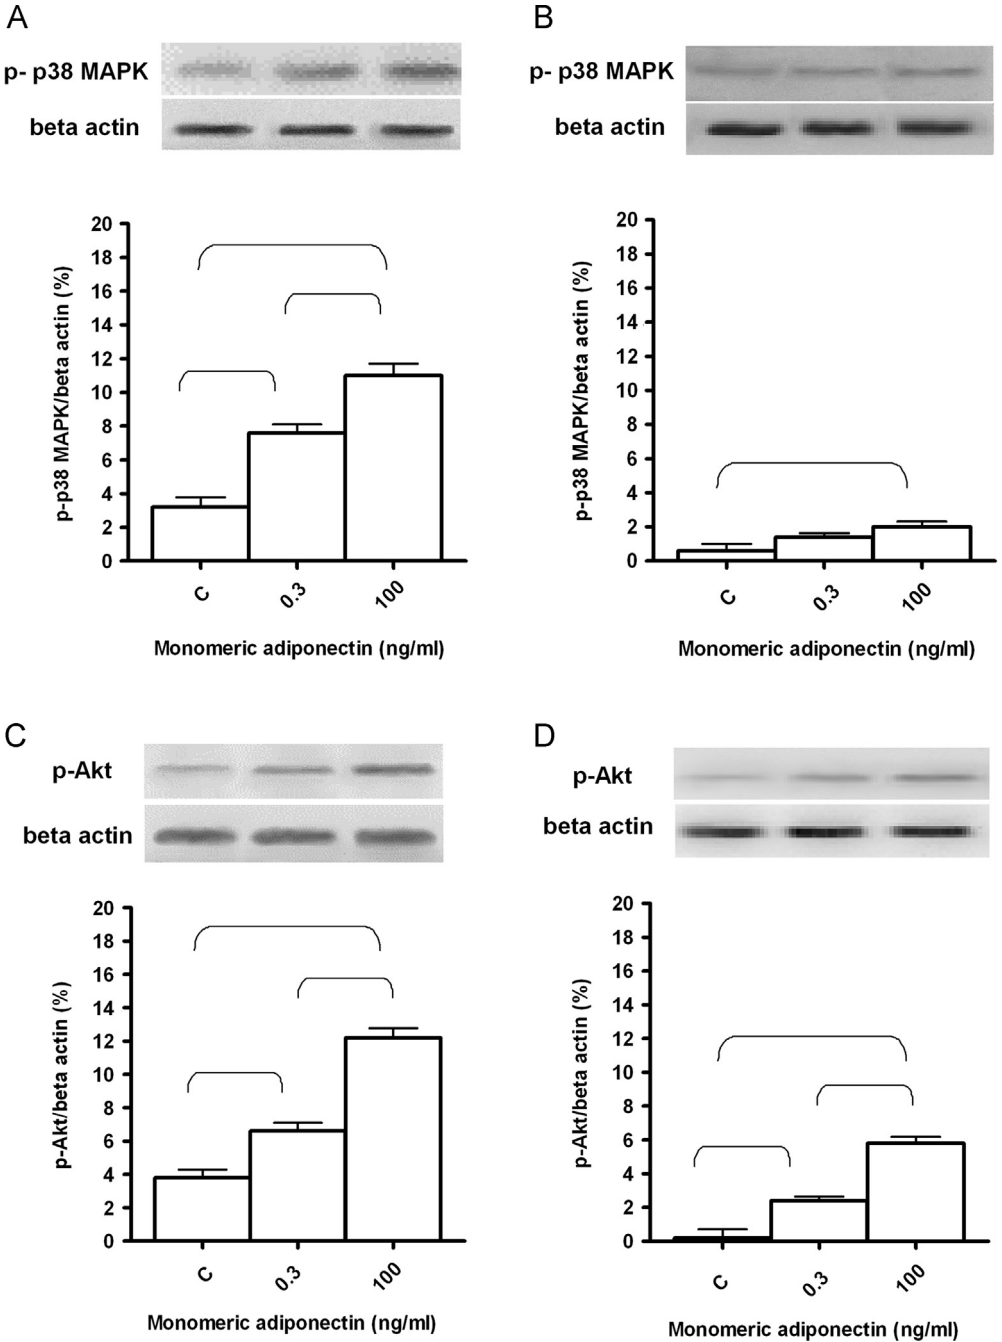 A
p- p38 MAPK
beta actin
p-p38 MAPK/beta actin (%)
20
18
16
14
12
10
8
6
4
2
0
C
0.3
100
Monomeric adiponectin (ng/ml)
B
p- p38 MAPK
beta actin
p-p38 MAPK/beta actin (%)
20
18
16
14
12
10
8
6
4
2
0
C
0.3
100
Monomeric adiponectin (ng/ml)
C
p-Akt
beta actin
p-Akt/beta actin (%)
20
18
16
14
12
10
8
6
4
2
0
C
0.3
100
Monomeric adiponectin (ng/ml)
D
p-Akt
beta actin
p-Akt/beta actin (%)
20
18
16
14
12
10
8
6
4
2
0
C
0.3
100
Monomeric adiponectin (ng/ml)